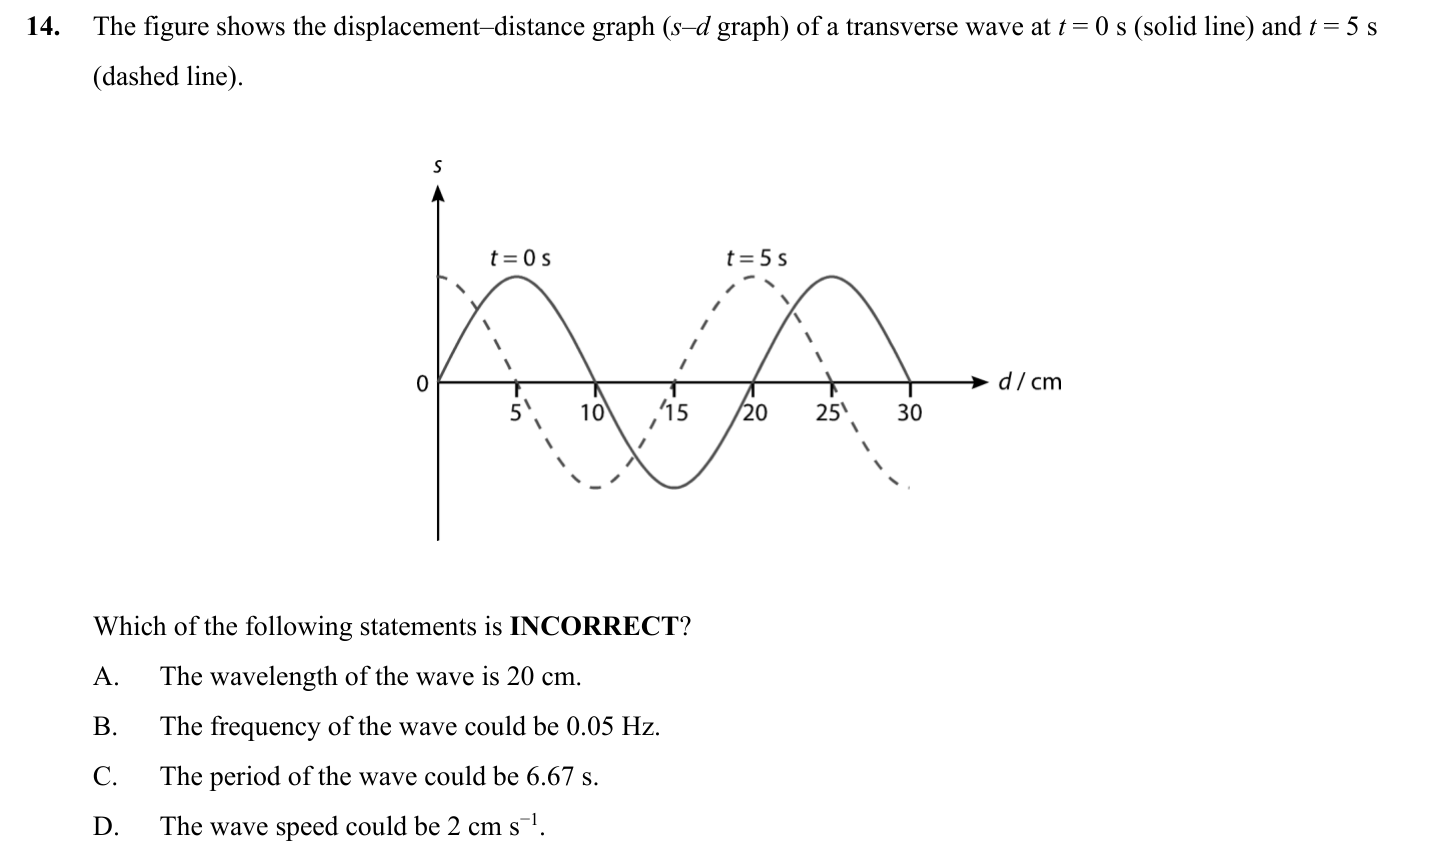 14. The figure shows the displacement–distance graph (s–d graph) of a transverse wave at t = 0 s (solid line) and t = 5 s
(dashed line).
s
t = 0 s
t = 5 s
0
d / cm
5
10
15
20
25
30
Which of the following statements is INCORRECT?
A. The wavelength of the wave is 20 cm.
B. The frequency of the wave could be 0.05 Hz.
C. The period of the wave could be 6.67 s.
D. The wave speed could be 2 cm s⁻¹.